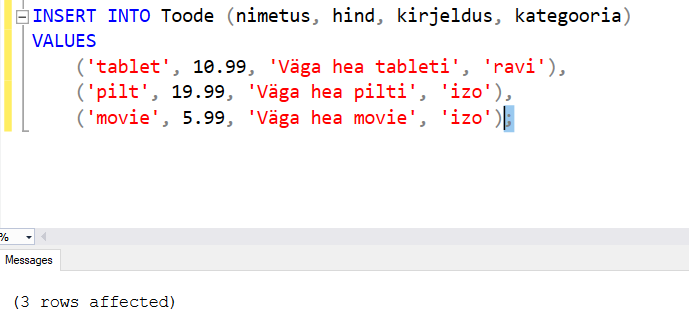 INSERT INTO Toode (nimetus, hind, kirjeldus, kategooria)
VALUES
('tablet', 10.99, 'Väga hea tableti', 'ravi'),
('pilt', 19.99, 'Väga hea pilti', 'izo'),
('movie', 5.99, 'Väga hea movie', 'izo');
%
Messages
(3 rows affected)